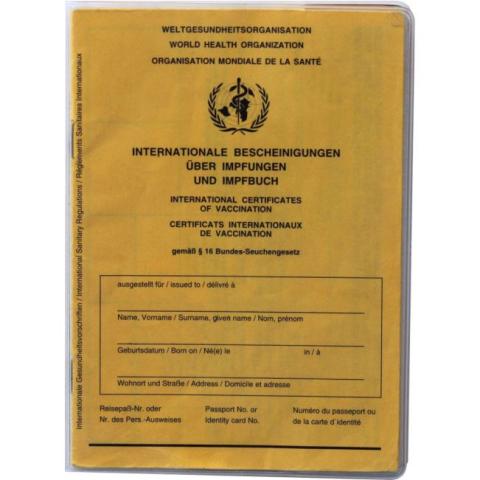 WELTGESUNDHEITSORGANISATION
WORLD HEALTH ORGANIZATION
ORGANISATION MONDIALE DE LA SANTÉ
INTERNATIONALE BESCHEINIGUNGEN
ÜBER IMPFUNGEN
UND IMPFBUCH
INTERNATIONAL CERTIFICATES
OF VACCINATION
CERTIFICATS INTERNATIONAUX
DE VACCINATION
gemäß § 16 Bundes-Seuchengesetz
ausgestellt für / issued to / délivré à
Name, Vorname / Surname, given name / Nom, prénom
Geburtsdatum / Born on / Né(e) le in / à
Wohnort und Straße / Address / Domicile et adresse
Reisepaß-Nr. oder Passport No. or Numéro du passeport ou
Nr. des Pers.-Ausweises Identity card No. de la carte d'identité
Internationale Gesundheitsvorschriften / International Sanitary Regulations / Règlements Sanitaires Internationaux